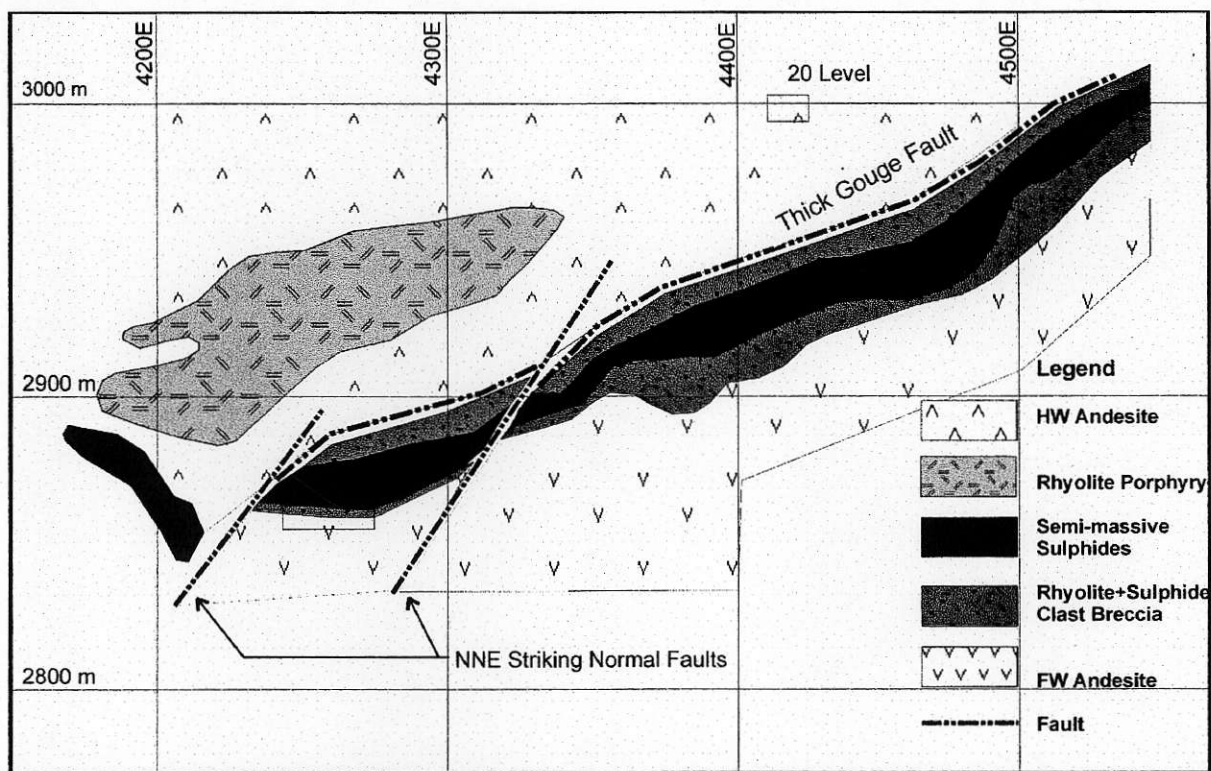 4200E
4300E
4400E
4500E
3000 m
20 Level
Thick Gouge Fault
2900 m
Legend
HW Andesite
Rhyolite Porphyry
Semi-massive
Sulphides
Rhyolite+Sulphide
Clast Breccia
NNE Striking Normal Faults
2800 m
FW Andesite
Fault